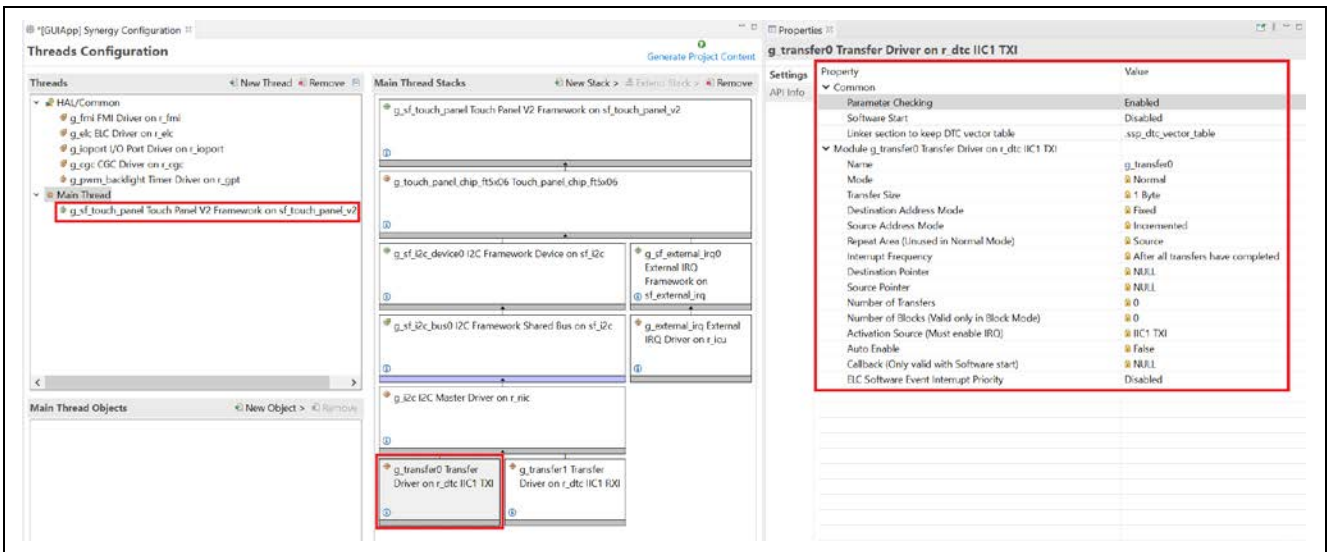 *[GUIApp] Synergy Configuration
Threads Configuration
Generate Project Content
Threads
New Thread Remove
HAL/Common
g_fmi FMI Driver on r_fmi
g_elc ELC Driver on r_elc
g_ioport I/O Port Driver on r_ioport
g_cgc CGC Driver on r_cgc
g_pwm_backlight Timer Driver on r_gpt
Main Thread
g_sf_touch_panel Touch Panel V2 Framework on sf_touch_panel_v2
Main Thread Objects
New Object > Remove
Main Thread Stacks
New Stack > Extend Stack > Remove
g_sf_touch_panel Touch Panel V2 Framework on sf_touch_panel_v2
g_touch_panel_chip_ft5x06 Touch_panel_chip_ft5x06
g_sf_i2c_device0 I2C Framework Device on sf_i2c
g_sf_external_irq0
External IRQ
Framework on
sf_external_irq
g_sf_i2c_bus0 I2C Framework Shared Bus on sf_i2c
g_external_irq External
IRQ Driver on r_icu
g_i2c I2C Master Driver on r_riic
g_transfer0 Transfer
Driver on r_dtc IIC1 TXI
g_transfer1 Transfer
Driver on r_dtc IIC1 RXI
Properties
g_transfer0 Transfer Driver on r_dtc IIC1 TXI
Settings
API Info
Property Value
Common
Parameter Checking Enabled
Software Start Disabled
Linker section to keep DTC vector table .ssp_dtc_vector_table
Module g_transfer0 Transfer Driver on r_dtc IIC1 TXI
Name g_transfer0
Mode Normal
Transfer Size 1 Byte
Destination Address Mode Fixed
Source Address Mode Incremented
Repeat Area (Unused in Normal Mode) Source
Interrupt Frequency After all transfers have completed
Destination Pointer NULL
Source Pointer NULL
Number of Transfers 0
Number of Blocks (Valid only in Block Mode) 0
Activation Source (Must enable IRQ) IIC1 TXI
Auto Enable False
Callback (Only valid with Software start) NULL
ELC Software Event Interrupt Priority Disabled